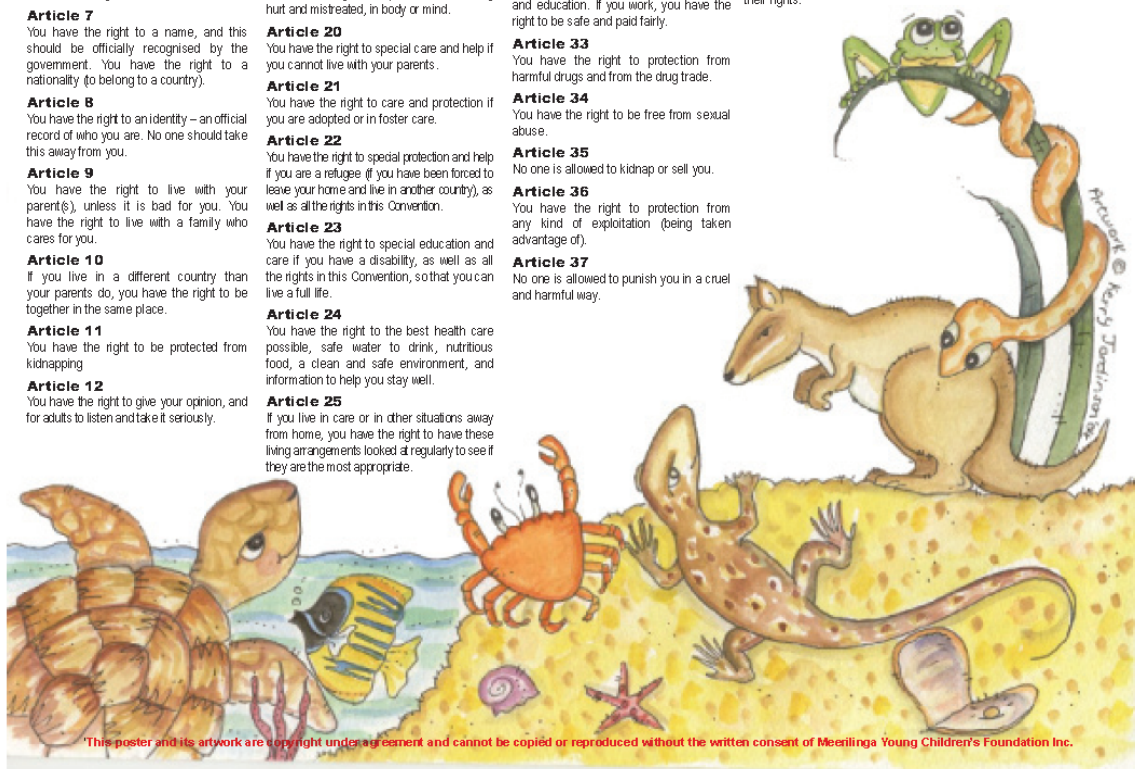 Article 7
You have the right to a name, and this
should be officially recognised by the
government. You have the right to a
nationality (to belong to a country).
Article 8
You have the right to an identity – an official
record of who you are. No one should take
this away from you.
Article 9
You have the right to live with your
parent(s), unless it is bad for you. You
have the right to live with a family who
cares for you.
Article 10
If you live in a different country than
your parents do, you have the right to be
together in the same place.
Article 11
You have the right to be protected from
kidnapping
Article 12
You have the right to give your opinion, and
for adults to listen and take it seriously.
hurt and mistreated, in body or mind.
Article 20
You have the right to special care and help if
you cannot live with your parents.
Article 21
You have the right to care and protection if
you are adopted or in foster care.
Article 22
You have the right to special protection and help
if you are a refugee (if you have been forced to
leave your home and live in another country), as
well as all the rights in this Convention.
Article 23
You have the right to special education and
care if you have a disability, as well as all
the rights in this Convention, so that you can
live a full life.
Article 24
You have the right to the best health care
possible, safe water to drink, nutritious
food, a clean and safe environment, and
information to help you stay well.
Article 25
If you live in care or in other situations away
from home, you have the right to have these
living arrangements looked at regularly to see if
they are the most appropriate.
and education. If you work, you have the
right to be safe and paid fairly.
Article 33
You have the right to protection from
harmful drugs and from the drug trade.
Article 34
You have the right to be free from sexual
abuse.
Article 35
No one is allowed to kidnap or sell you.
Article 36
You have the right to protection from
any kind of exploitation (being taken
advantage of).
Article 37
No one is allowed to punish you in a cruel
and harmful way.
their rights.
Artwork © Kerry
'This poster and its artwork are copyright under agreement and cannot be copied or reproduced without the written consent of Meerilinga Young Children's Foundation Inc.